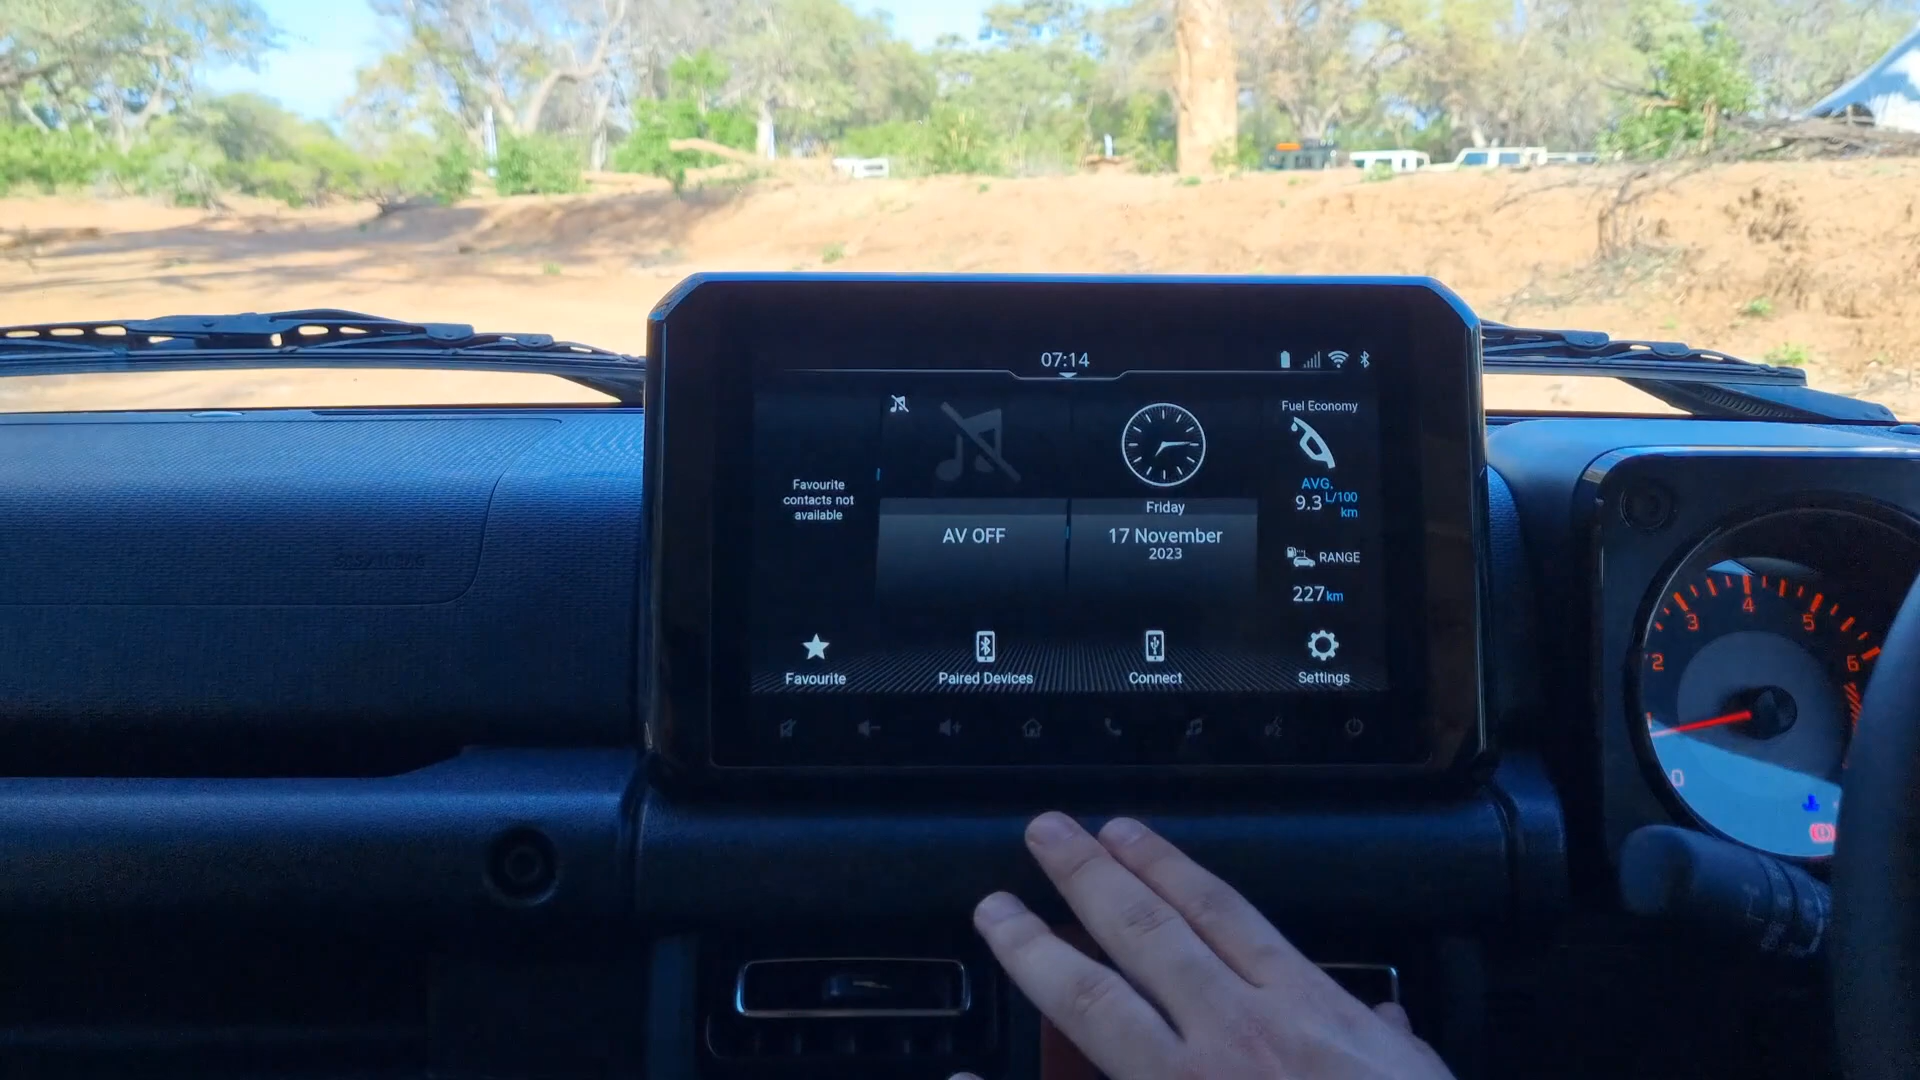 07:14
Favourite
contacts not
available
AV OFF
Friday
17 November
2023
Fuel Economy
AVG.
9.3 L/100
km
RANGE
227 km
Favourite
Paired Devices
Connect
Settings
0
2
3
4
5
6